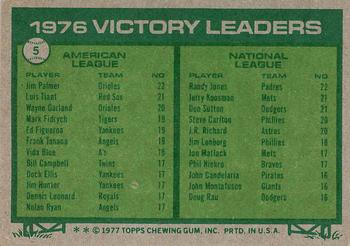 1976 VICTORY LEADERS
5
AMERICAN LEAGUE
PLAYER TEAM NO
Jim Palmer Orioles 22
Luis Tiant Red Sox 21
Wayne Garland Orioles 20
Mark Fidrych Tigers 19
Ed Figueroa Yankees 19
Frank Tanana Angels 19
Vida Blue A's 18
Bill Campbell Twins 17
Dock Ellis Yankees 17
Jim Hunter Yankees 17
Dennis Leonard Royals 17
Nolan Ryan Angels 17
NATIONAL LEAGUE
PLAYER TEAM NO
Randy Jones Padres 22
Jerry Koosman Mets 21
Don Sutton Dodgers 21
Steve Carlton Phillies 20
J.R. Richard Astros 20
Jim Lonborg Phillies 18
Jon Matlack Mets 17
Phil Niekro Braves 17
John Candelaria Pirates 16
John Montefusco Giants 16
Doug Rau Dodgers 16
** © 1977 TOPPS CHEWING GUM, INC. PRTD. IN U.S.A.